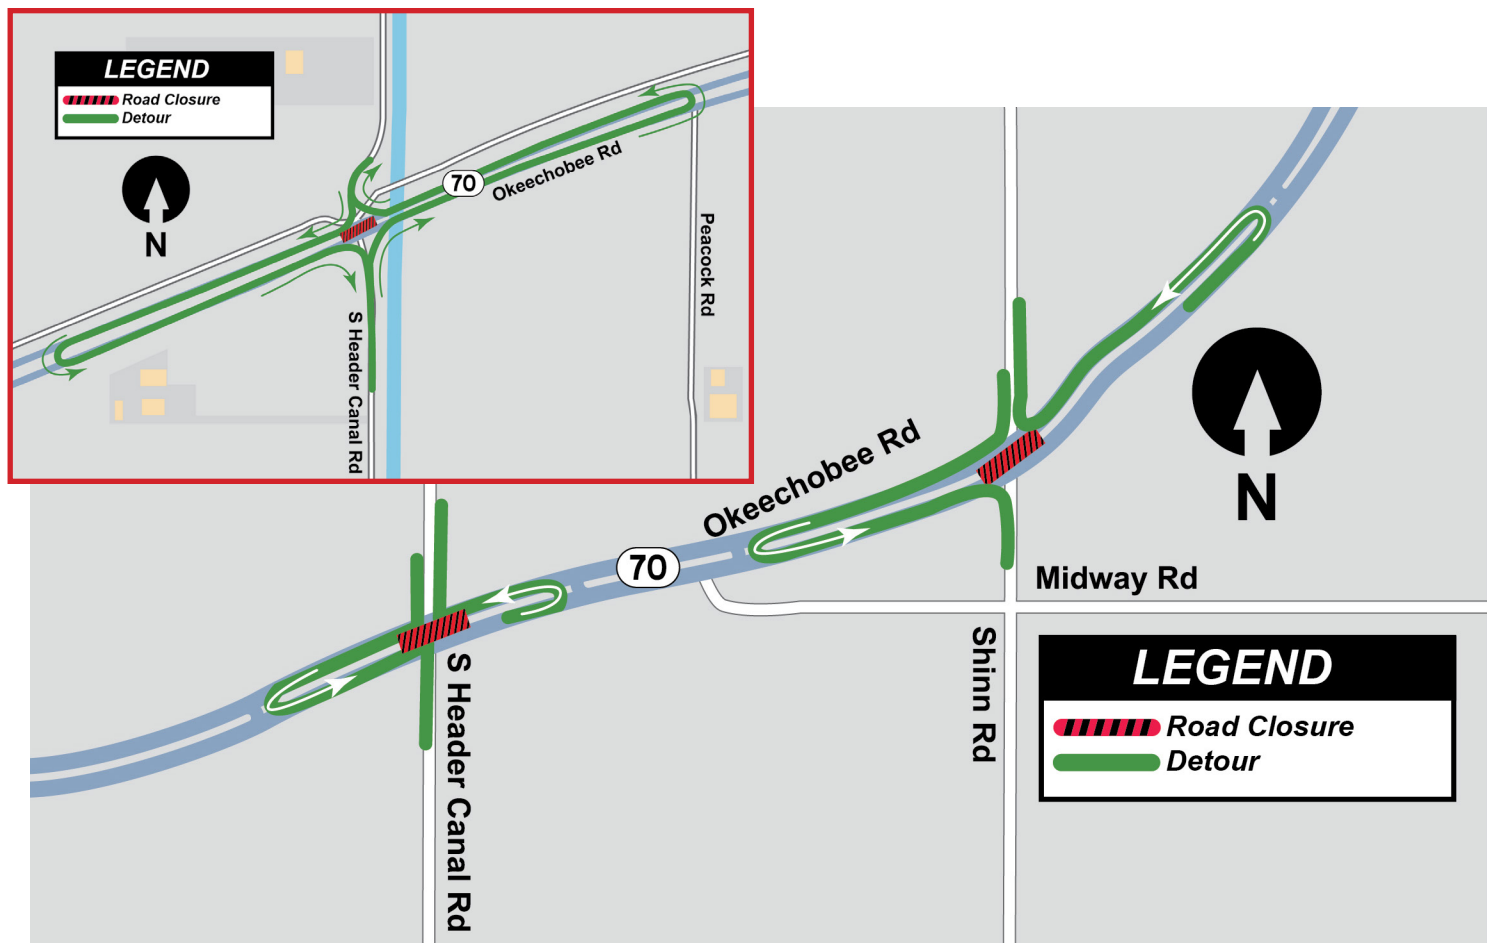 LEGEND
Road Closure
Detour
N
70
Okeechobee Rd
Peacock Rd
S Header Canal Rd
Okeechobee Rd
70
N
Midway Rd
Shinn Rd
S Header Canal Rd
LEGEND
Road Closure
Detour